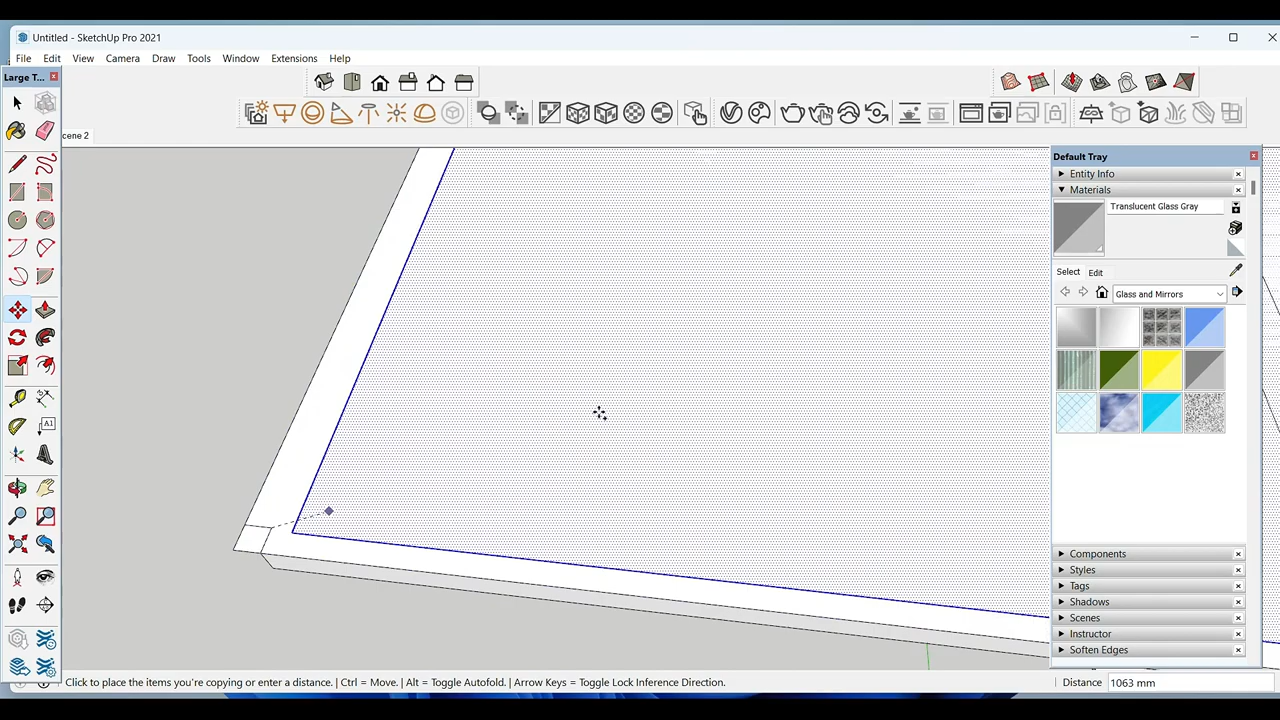 Untitled - SketchUp Pro 2021
File Edit View Camera Draw Tools Window Extensions Help
Large T...
cene 2
A1
Default Tray
Entity Info
Materials
Translucent Glass Gray
Select Edit
Glass and Mirrors
Components
Styles
Tags
Shadows
Scenes
Instructor
Soften Edges
Click to place the items you're copying or enter a distance. | Ctrl = Move. | Alt = Toggle Autofold. | Arrow Keys = Toggle Lock Inference Direction.
Distance 1063 mm